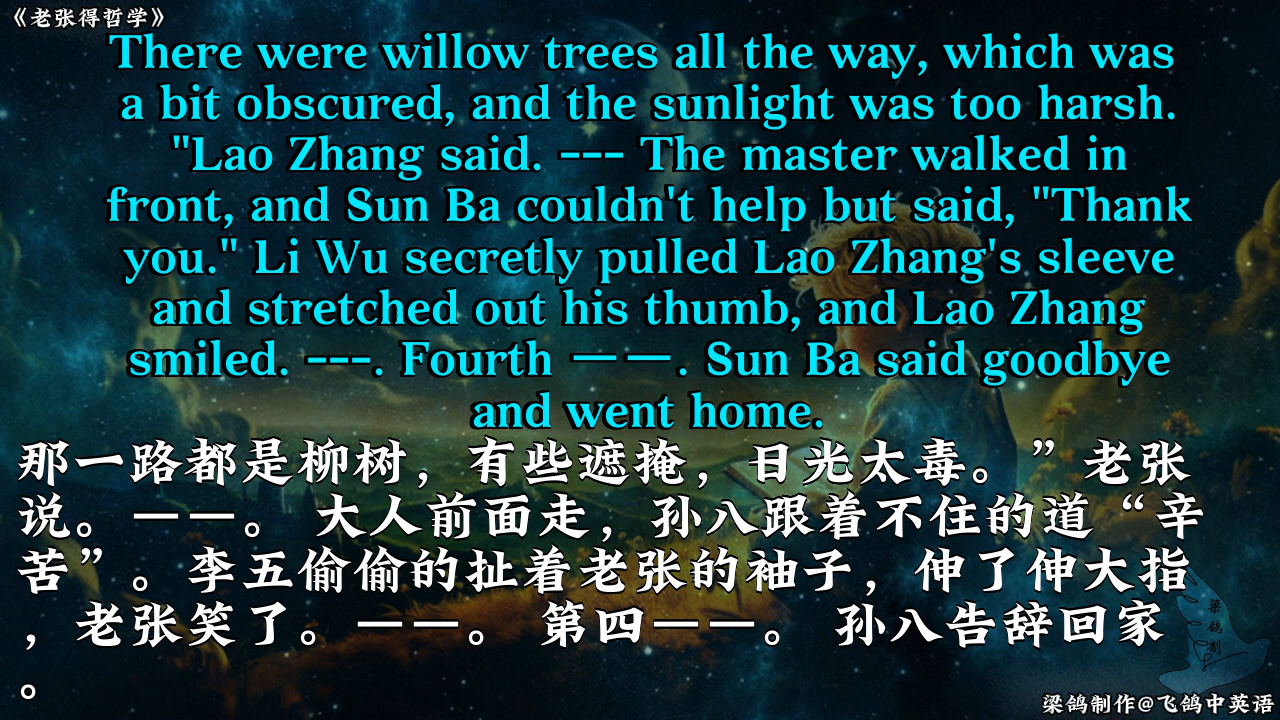 《老张得哲学》
There were willow trees all the way, which was
a bit obscured, and the sunlight was too harsh.
"Lao Zhang said. --- The master walked in
front, and Sun Ba couldn't help but said, "Thank
you." Li Wu secretly pulled Lao Zhang's sleeve
and stretched out his thumb, and Lao Zhang
smiled. ---. Fourth ——. Sun Ba said goodbye
and went home.
那一路都是柳树，有些遮掩，日光太毒。”老张
说。———。 大人前面走，孙八跟着不住的道“辛
苦”。李五偷偷的扯着老张的袖子，伸了伸大指
，老张笑了。———。 第四———。 孙八告辞回家
。
梁鸽制
梁鸽制作@飞鸽中英语